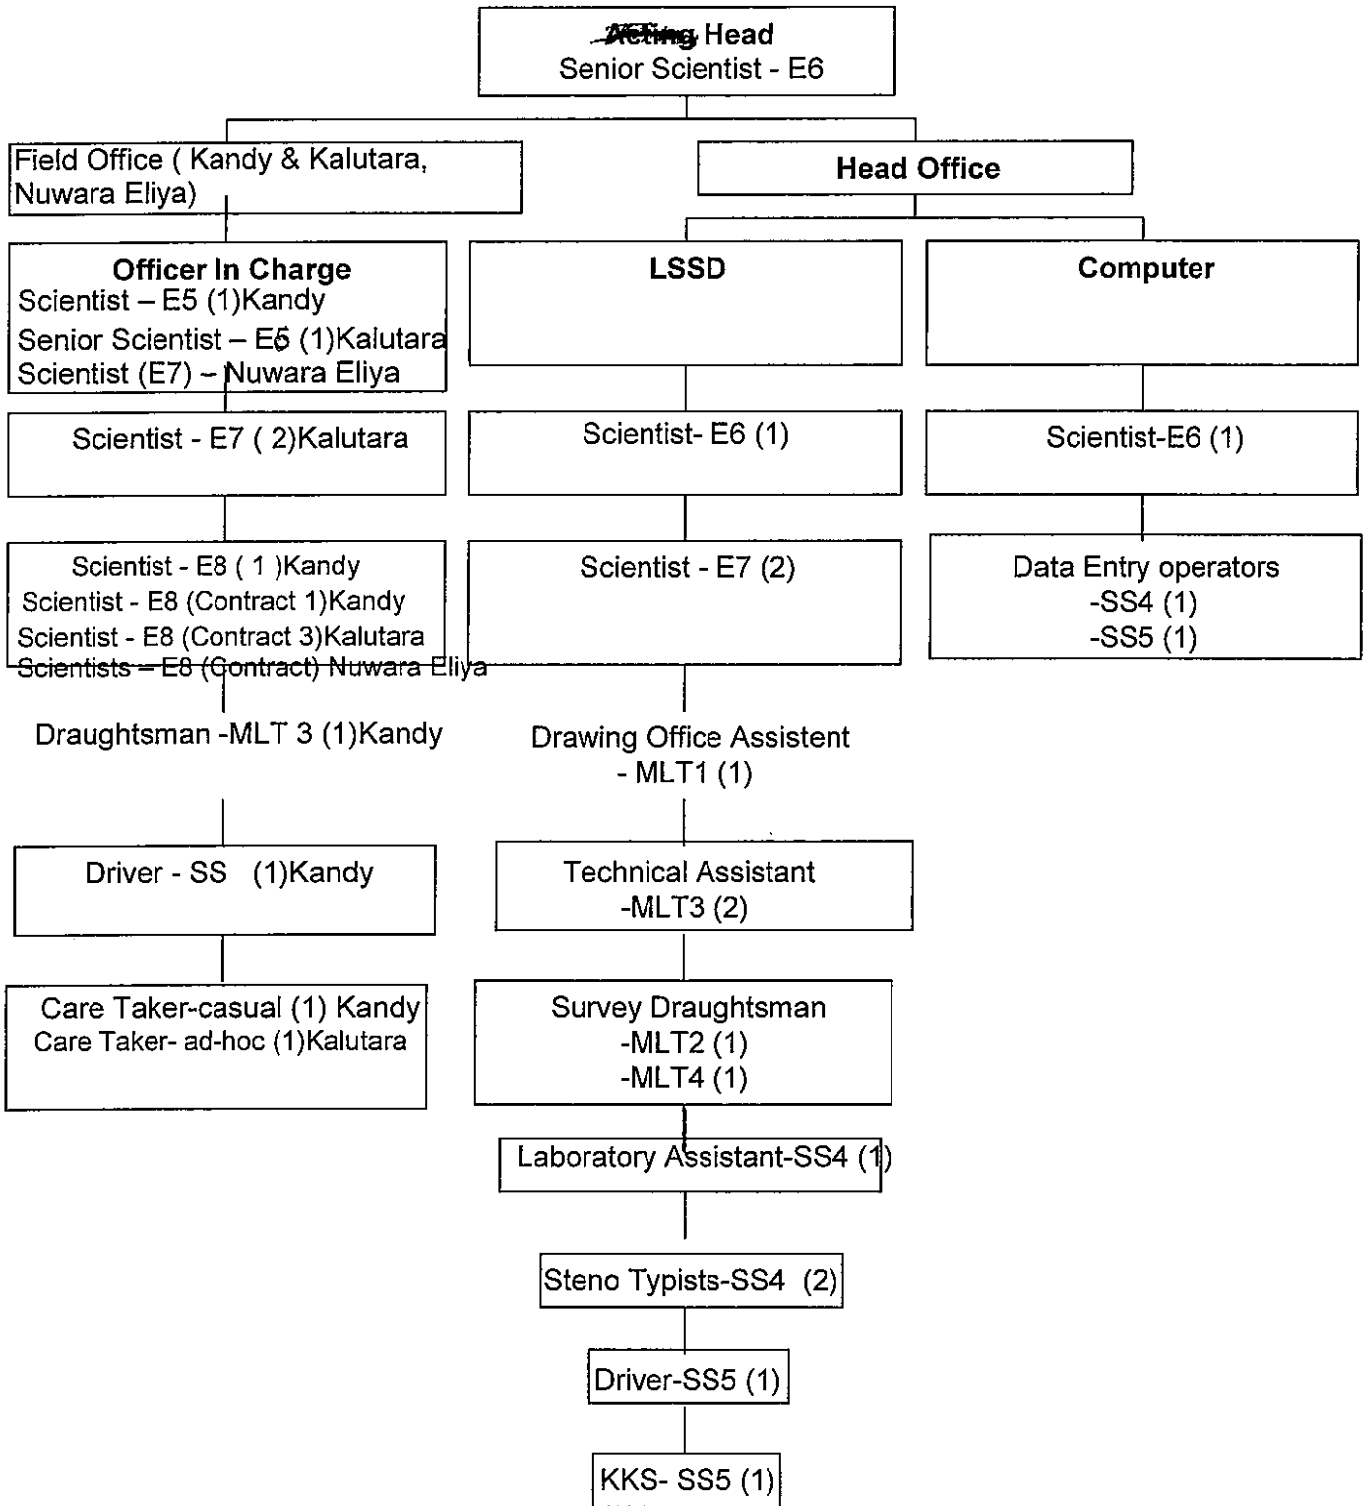 Acting Head
Senior Scientist - E6
Field Office ( Kandy & Kalutara,
Nuwara Eliya)
Head Office
Officer In Charge
Scientist – E5 (1)Kandy
Senior Scientist – E6 (1)Kalutara
Scientist (E7) – Nuwara Eliya
LSSD
Computer
Scientist - E7 ( 2)Kalutara
Scientist- E6 (1)
Scientist-E6 (1)
Scientist - E8 ( 1 )Kandy
Scientist - E8 (Contract 1)Kandy
Scientist - E8 (Contract 3)Kalutara
Scientists – E8 (Contract) Nuwara Eliya
Scientist - E7 (2)
Data Entry operators
-SS4 (1)
-SS5 (1)
Draughtsman -MLT 3 (1)Kandy
Drawing Office Assistent
- MLT1 (1)
Driver - SS (1)Kandy
Technical Assistant
-MLT3 (2)
Care Taker-casual (1) Kandy
Care Taker- ad-hoc (1)Kalutara
Survey Draughtsman
-MLT2 (1)
-MLT4 (1)
Laboratory Assistant-SS4 (1)
Steno Typists-SS4 (2)
Driver-SS5 (1)
KKS- SS5 (1)